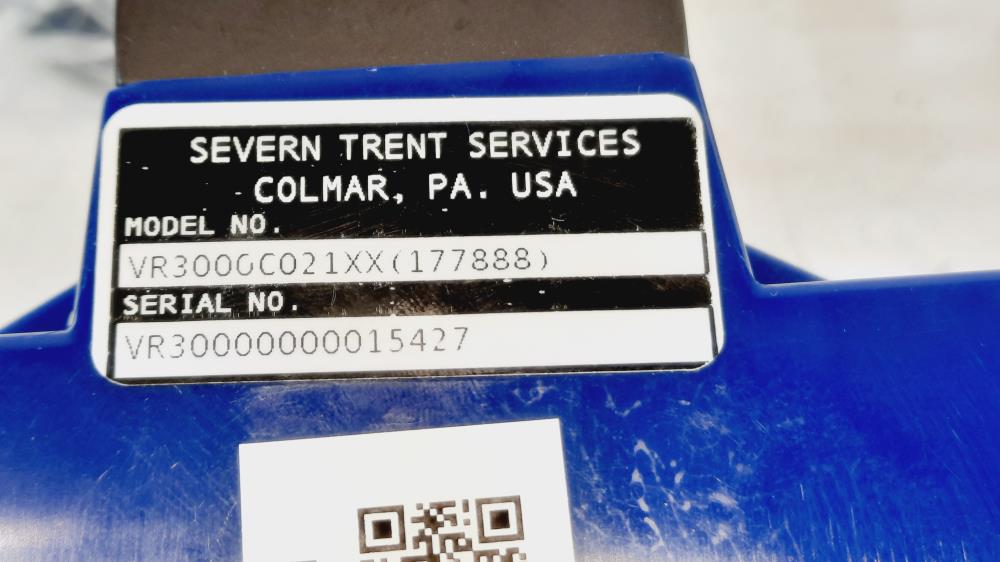 SEVERN TRENT SERVICES
COLMAR, PA. USA
MODEL NO.
VR3000C021XX(177888)
SERIAL NO.
VR30000000015427